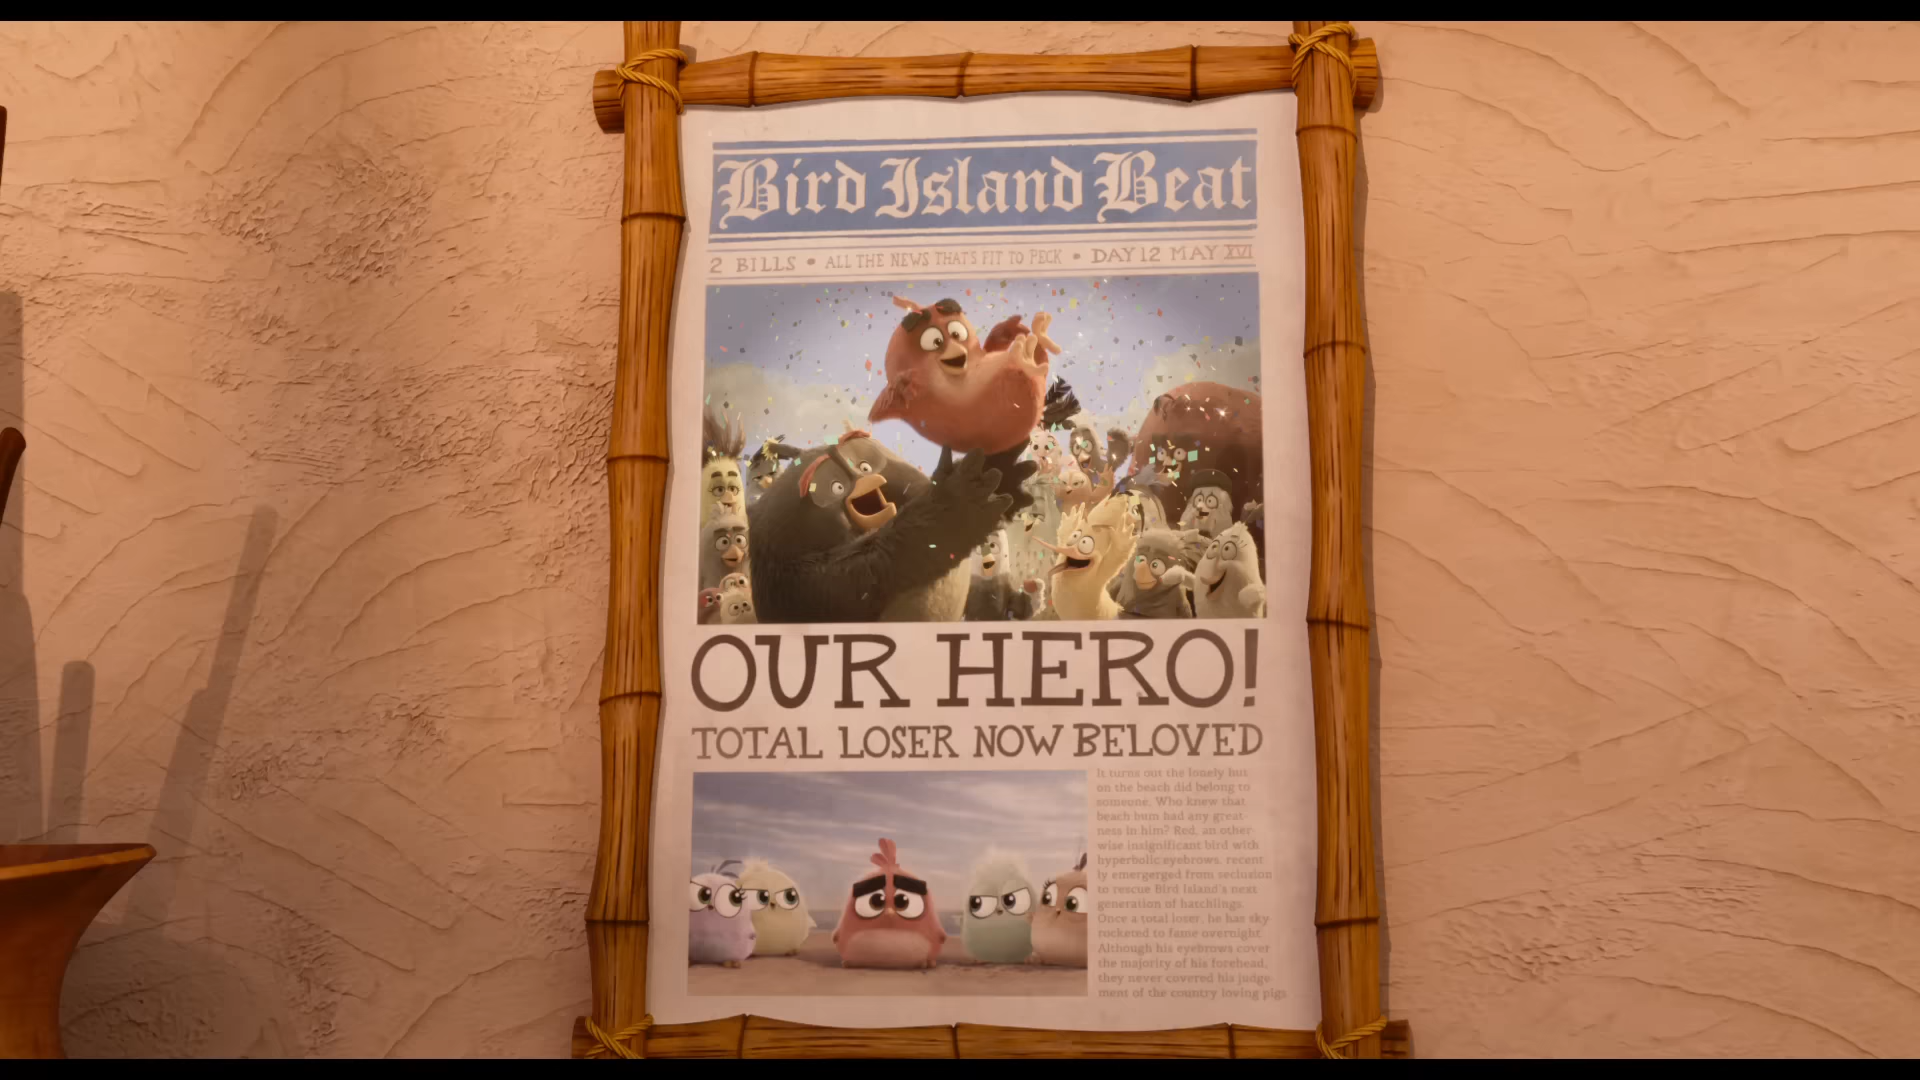 Bird Island Beat
2 BILLS • ALL THE NEWS THAT'S FIT TO PECK • DAY 12 MAY XVI
OUR HERO!
TOTAL LOSER NOW BELOVED
It turns out the lonely hut
on the beach did belong to
someone. Who knew that
beach bum had any great-
ness in him? Red, an other-
wise insignificant bird with
hyperbolic eyebrows, recent
ly emergerged from seclusion
to rescue Bird Island's next
generation of hatchlings.
Once a total loser, he has sky-
rocketed to fame overnight.
Although his eyebrows cover
the majority of his forehead,
they never covered his judge-
ment of the country loving pigs